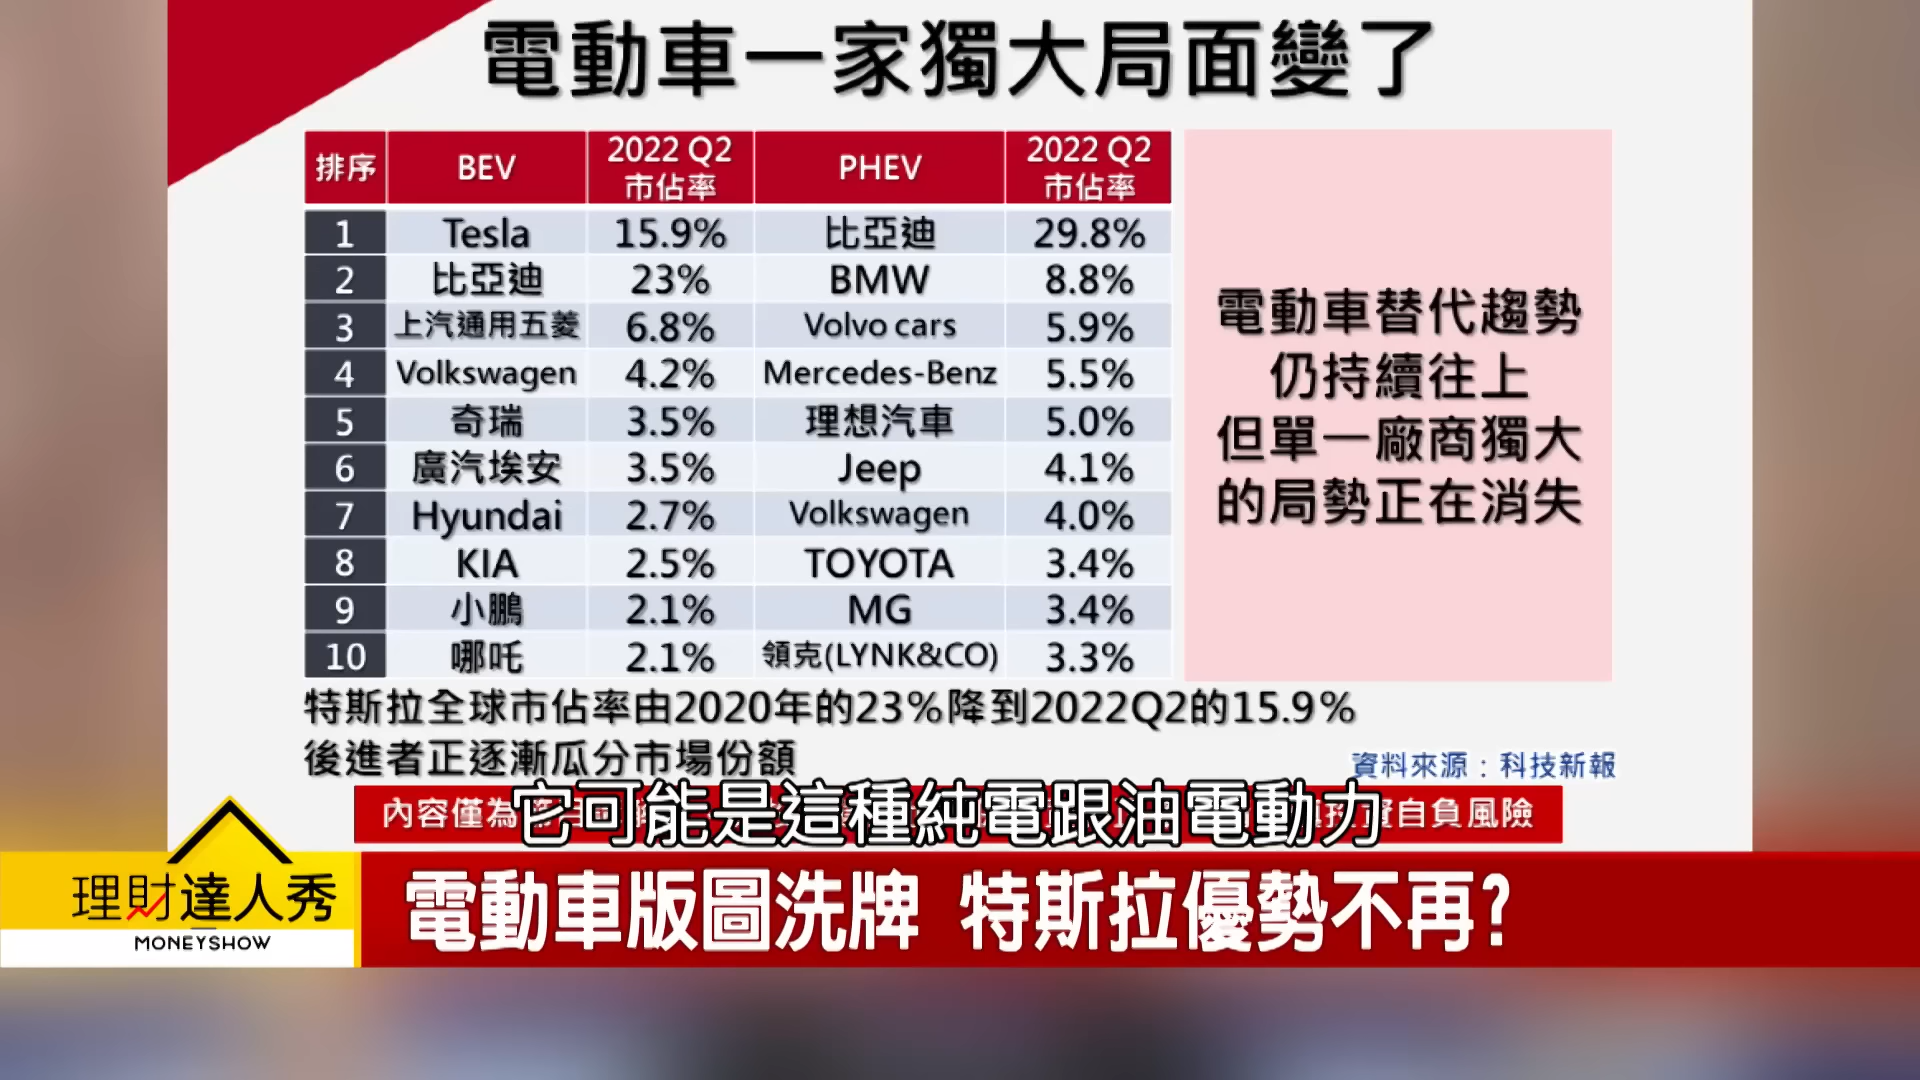 電動車一家獨大局面變了
排序 BEV 2022 Q2 市佔率 PHEV 2022 Q2 市佔率
1 Tesla 15.9% 比亞迪 29.8%
2 比亞迪 23% BMW 8.8%
3 上汽通用五菱 6.8% Volvo cars 5.9%
4 Volkswagen 4.2% Mercedes-Benz 5.5%
5 奇瑞 3.5% 理想汽車 5.0%
6 廣汽埃安 3.5% Jeep 4.1%
7 Hyundai 2.7% Volkswagen 4.0%
8 KIA 2.5% TOYOTA 3.4%
9 小鵬 2.1% MG 3.4%
10 哪吒 2.1% 領克(LYNK&CO) 3.3%
電動車替代趨勢
仍持續往上
但單一廠商獨大
的局勢正在消失
特斯拉全球市佔率由2020年的23%降到2022Q2的15.9%
後進者正逐漸瓜分市場份額
資料來源：科技新報
內容僅為 投資自負風險
它可能是這種純電跟油電動力
理財達人秀
MONEYSHOW
電動車版圖洗牌 特斯拉優勢不再?